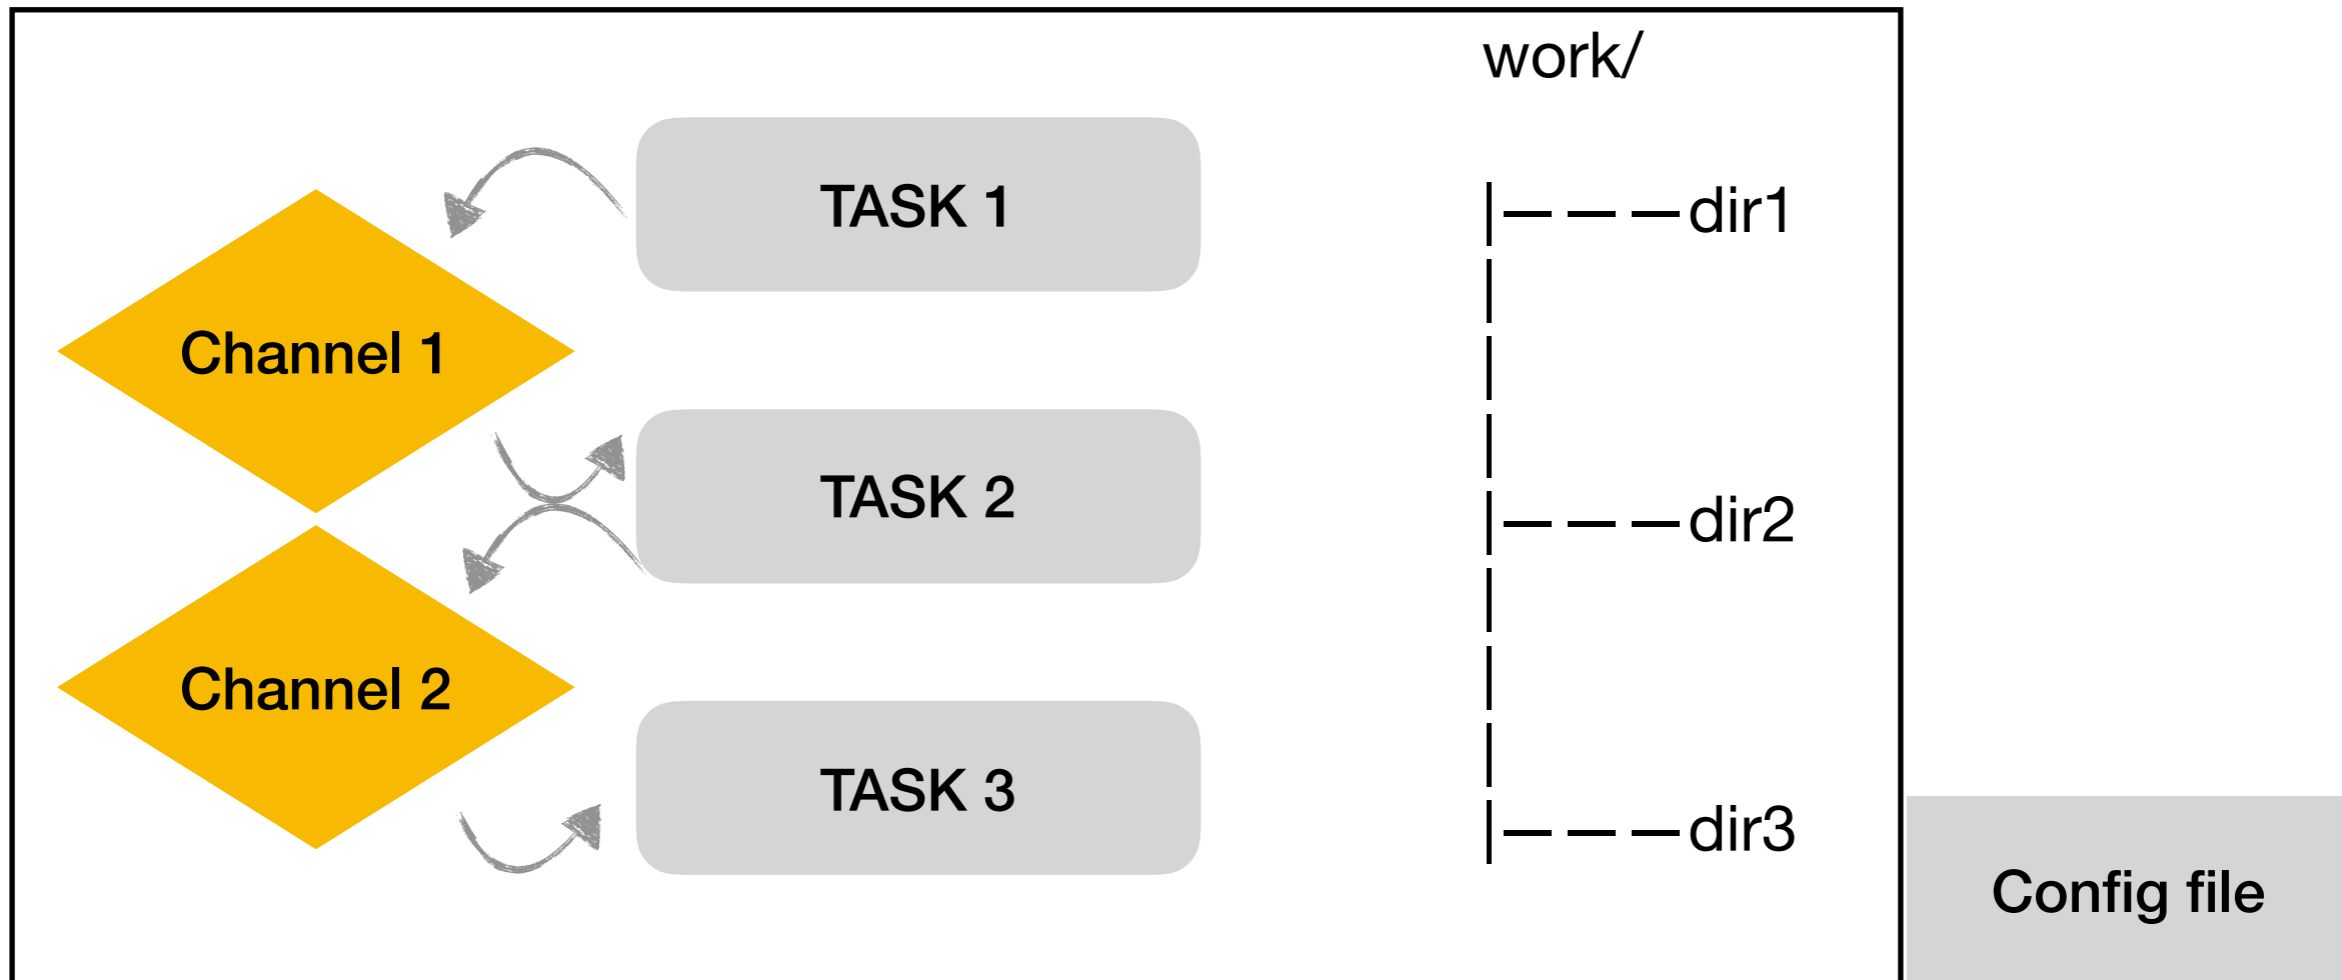 work/
TASK 1
|— — —dir1
Channel 1
TASK 2
|— — —dir2
Channel 2
TASK 3
|— — —dir3
Config file